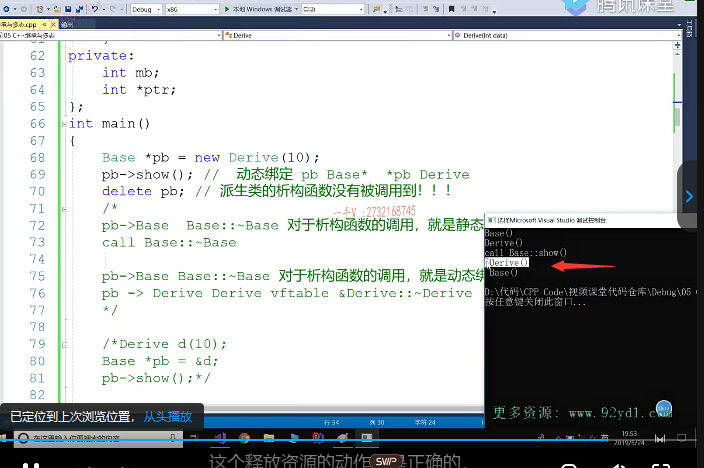 腾讯课堂
Debug
x86
本地 Windows 调试器
自动
承与多态.cpp
输出
05 C++继承与多态
Derive
Derive(int data)
62 private:
63 int mb;
64 int *ptr;
65 };
66 int main()
67 {
68 Base *pb = new Derive(10);
69 pb->show(); // 动态绑定 pb Base* *pb Derive
70 delete pb; // 派生类的析构函数没有被调用到！！！
71 /*
:2732168745
72 pb->Base Base::~Base 对于析构函数的调用，就是静态
73 call Base::~Base
74
75 pb->Base Base::~Base 对于析构函数的调用，就是动态绑
76 pb -> Derive Derive vftable &Derive::~Derive
77 */
78
79 /*Derive d(10);
80 Base *pb = &d;
81 pb->show();*/
82
选择Microsoft Visual Studio 调试控制台
Base()
Derive()
call Base::show()
~Derive()
~Base()
D:\代码\CPP Code\视频课堂代码仓库\Debug\05 C
按任意键关闭此窗口...
更多资源: www.92yd1.com
已定位到上次浏览位置，从头播放
行 54
列 30
字符 24
在这里输入你要搜索的内容
19:53
2019/5/24
这个释放资源的动作
是正确的。
SVIP